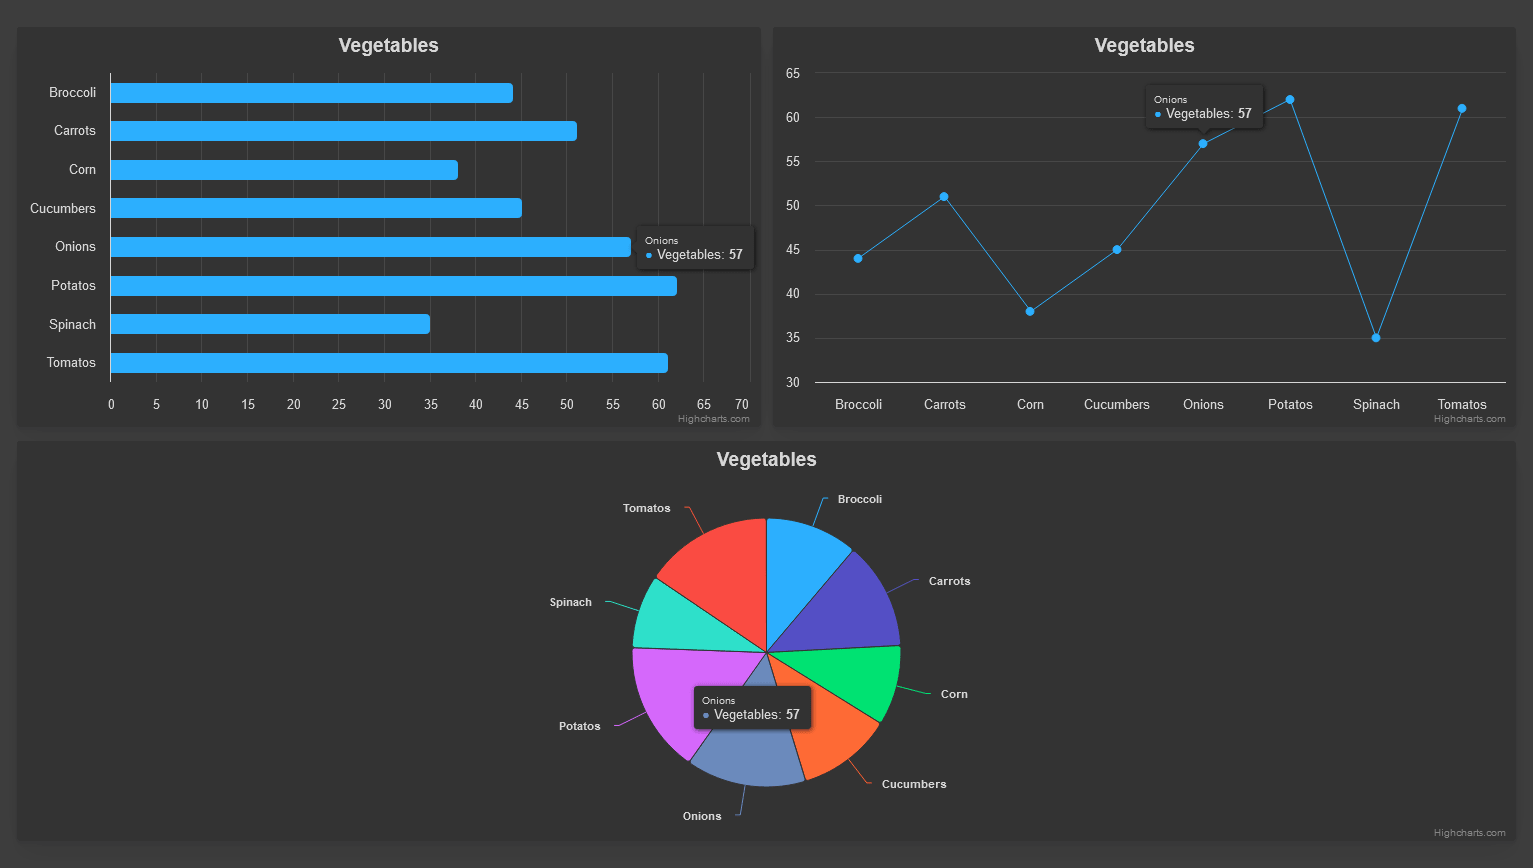 Vegetables
Broccoli
Carrots
Corn
Cucumbers
Onions
Potatos
Spinach
Tomatos
Onions
Vegetables: 57
0 5 10 15 20 25 30 35 40 45 50 55 60 65 70
Highcharts.com
Vegetables
65
60
55
50
45
40
35
30
Onions
Vegetables: 57
Broccoli Carrots Corn Cucumbers Onions Potatos Spinach Tomatos
Highcharts.com
Vegetables
Broccoli
Tomatos
Carrots
Spinach
Corn
Onions
Vegetables: 57
Potatos
Cucumbers
Onions
Highcharts.com